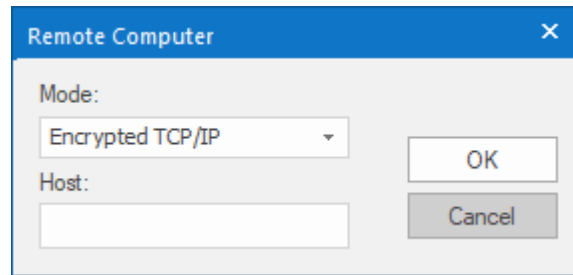 Remote Computer
Mode:
Encrypted TCP/IP
OK
Host:
Cancel